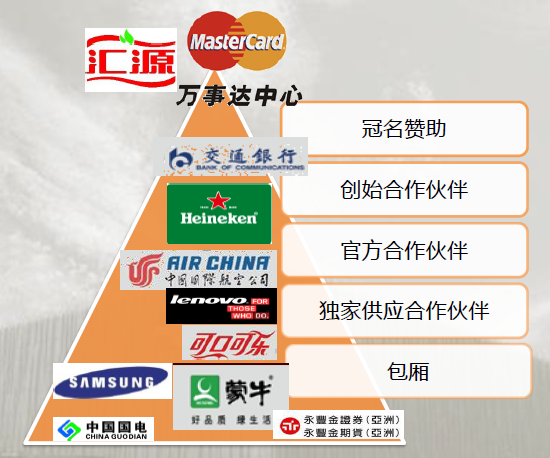 汇源
MasterCard
万事达中心
冠名赞助
交通銀行
BANK OF COMMUNICATIONS
创始合作伙伴
Heineken
官方合作伙伴
AIR CHINA
中国国際航空公司
lenovo FOR
THOSE
WHO DO.
独家供应合作伙伴
可口可乐
包厢
SAMSUNG
蒙牛
好品质 绿生活
中国国电
CHINA GUODIAN
永豐金證券(亞洲)
永豐金期貨(亞洲)